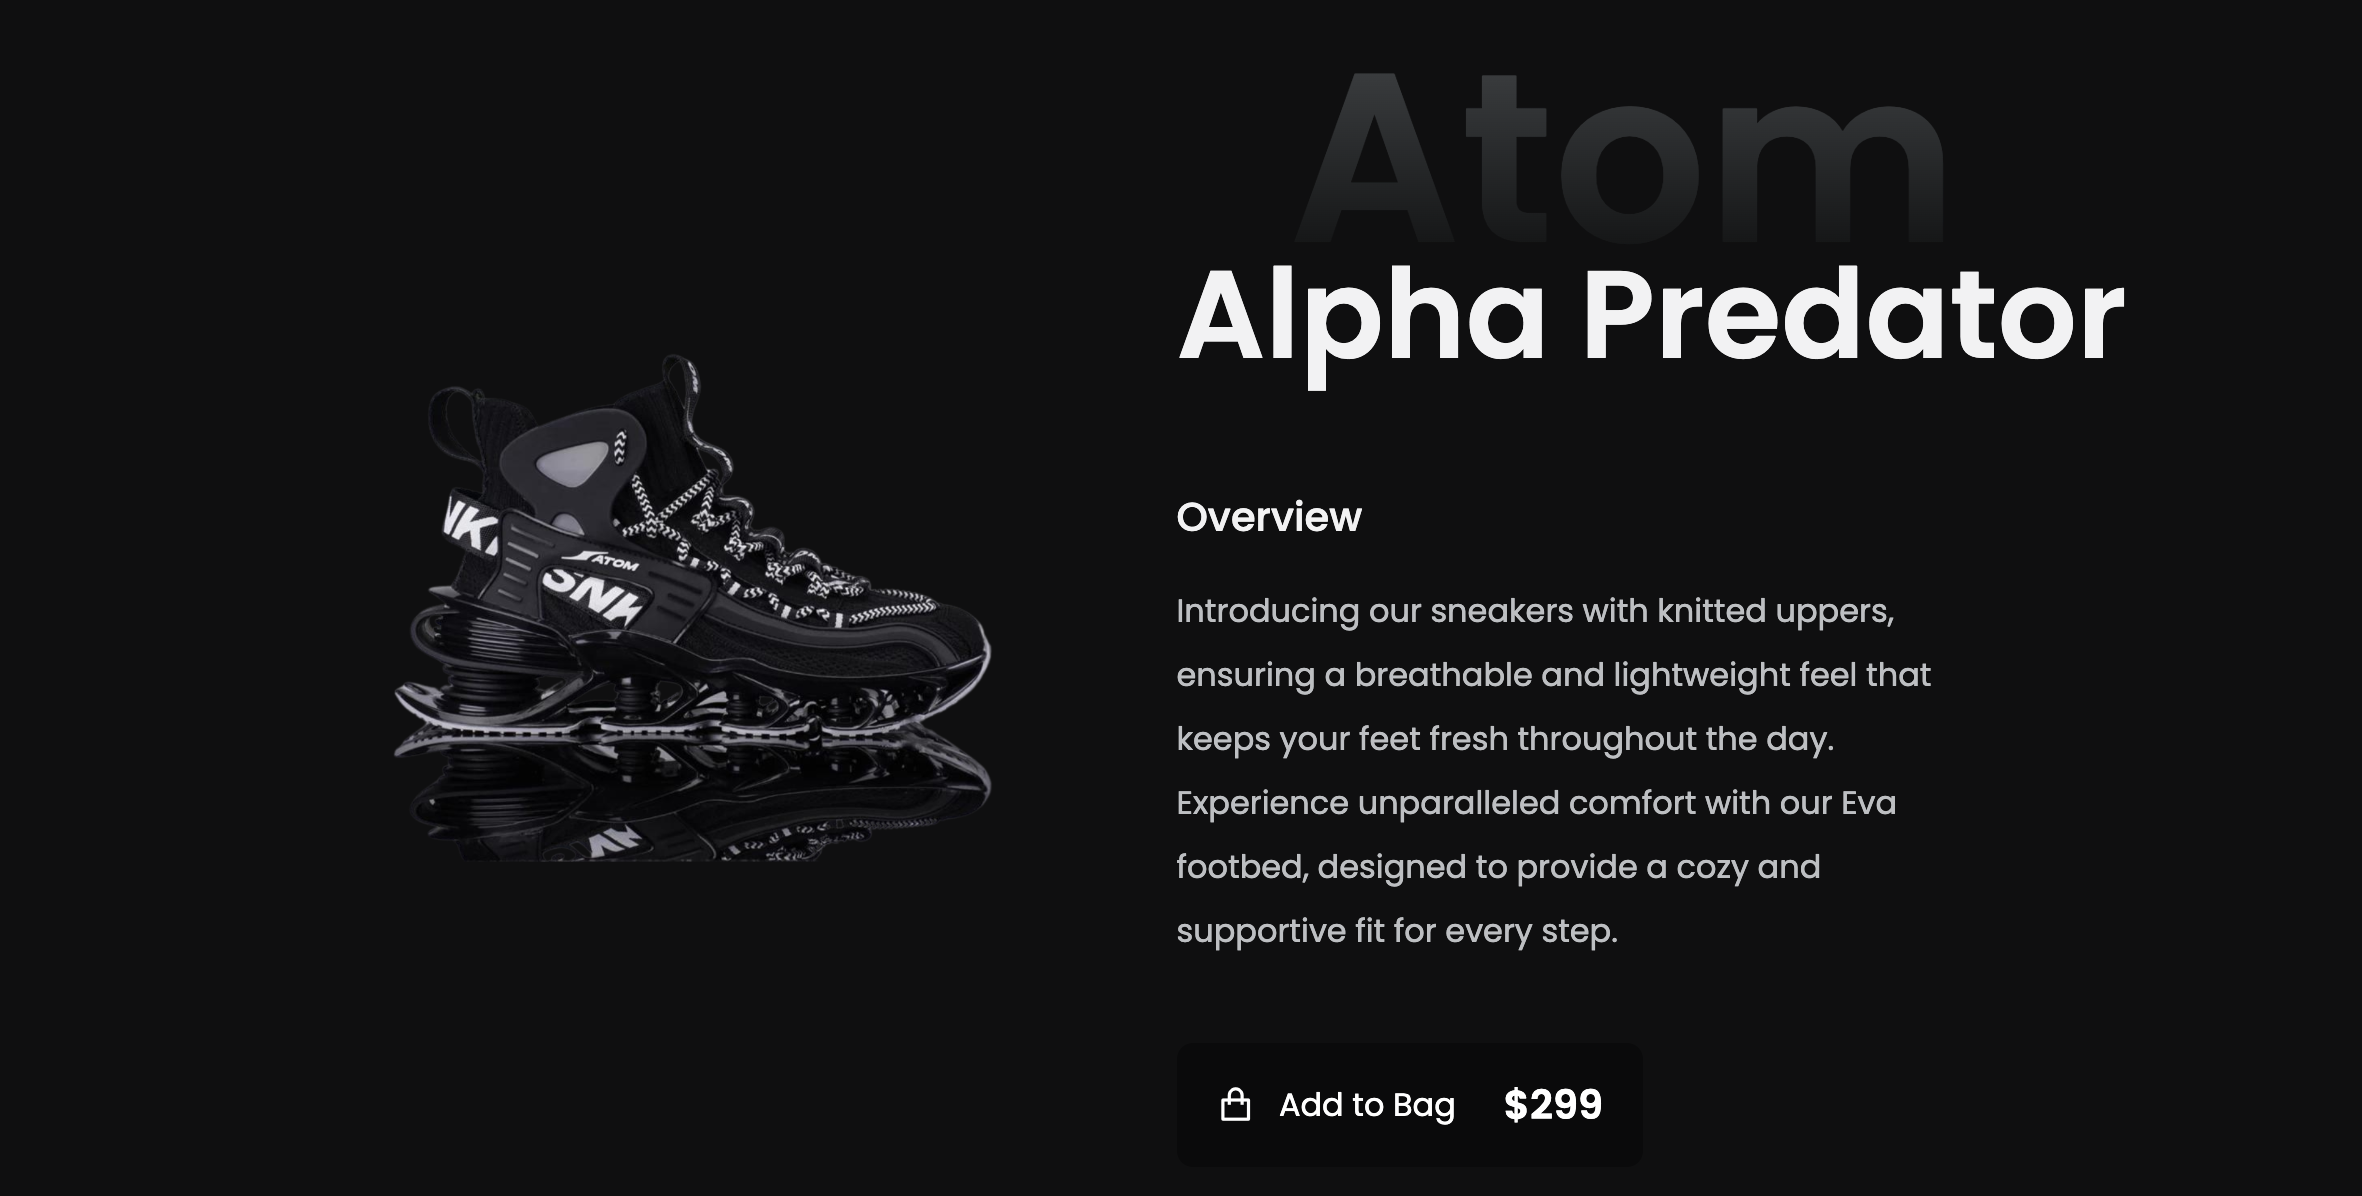 Atom
Alpha Predator
Overview
Introducing our sneakers with knitted uppers,
ensuring a breathable and lightweight feel that
keeps your feet fresh throughout the day.
Experience unparalleled comfort with our Eva
footbed, designed to provide a cozy and
supportive fit for every step.
Add to Bag $299
ATOM
SNK